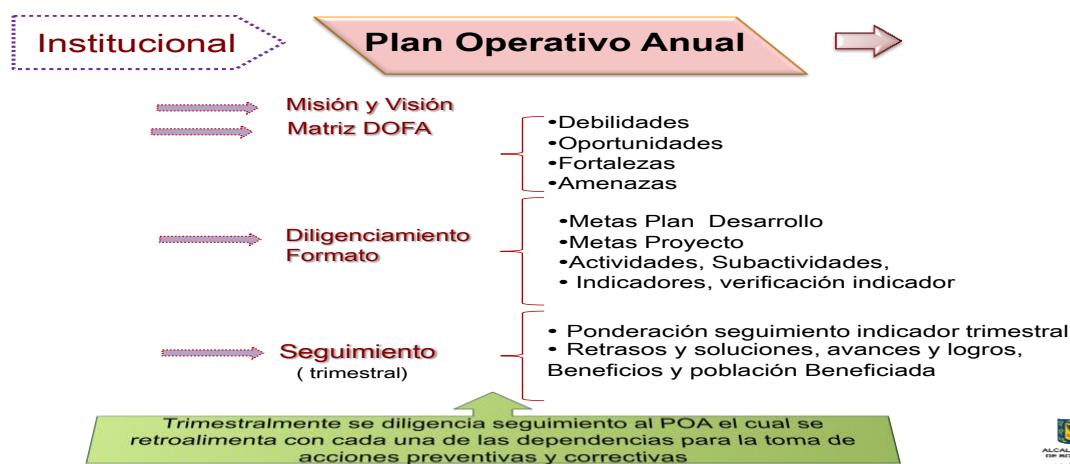 Institucional
Plan Operativo Anual
Misión y Visión
Matriz DOFA
•Debilidades
•Oportunidades
•Fortalezas
•Amenazas
Diligenciamiento
Formato
•Metas Plan Desarrollo
•Metas Proyecto
•Actividades, Subactividades,
• Indicadores, verificación indicador
Seguimiento
( trimestral)
• Ponderación seguimiento indicador trimestral
• Retrasos y soluciones, avances y logros,
Beneficios y población Beneficiada
Trimestralmente se diligencia seguimiento al POA el cual se
retroalimenta con cada una de las dependencias para la toma de
acciones preventivas y correctivas